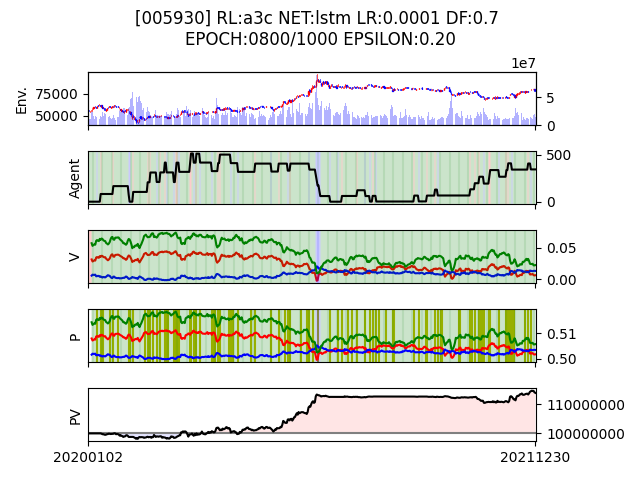 [005930] RL:a3c NET:lstm LR:0.0001 DF:0.7
EPOCH:0800/1000 EPSILON:0.20
1e7
Env.
75000
50000
5
0
Agent
500
0
V
0.05
0.00
P
0.51
0.50
PV
110000000
100000000
20200102
20211230